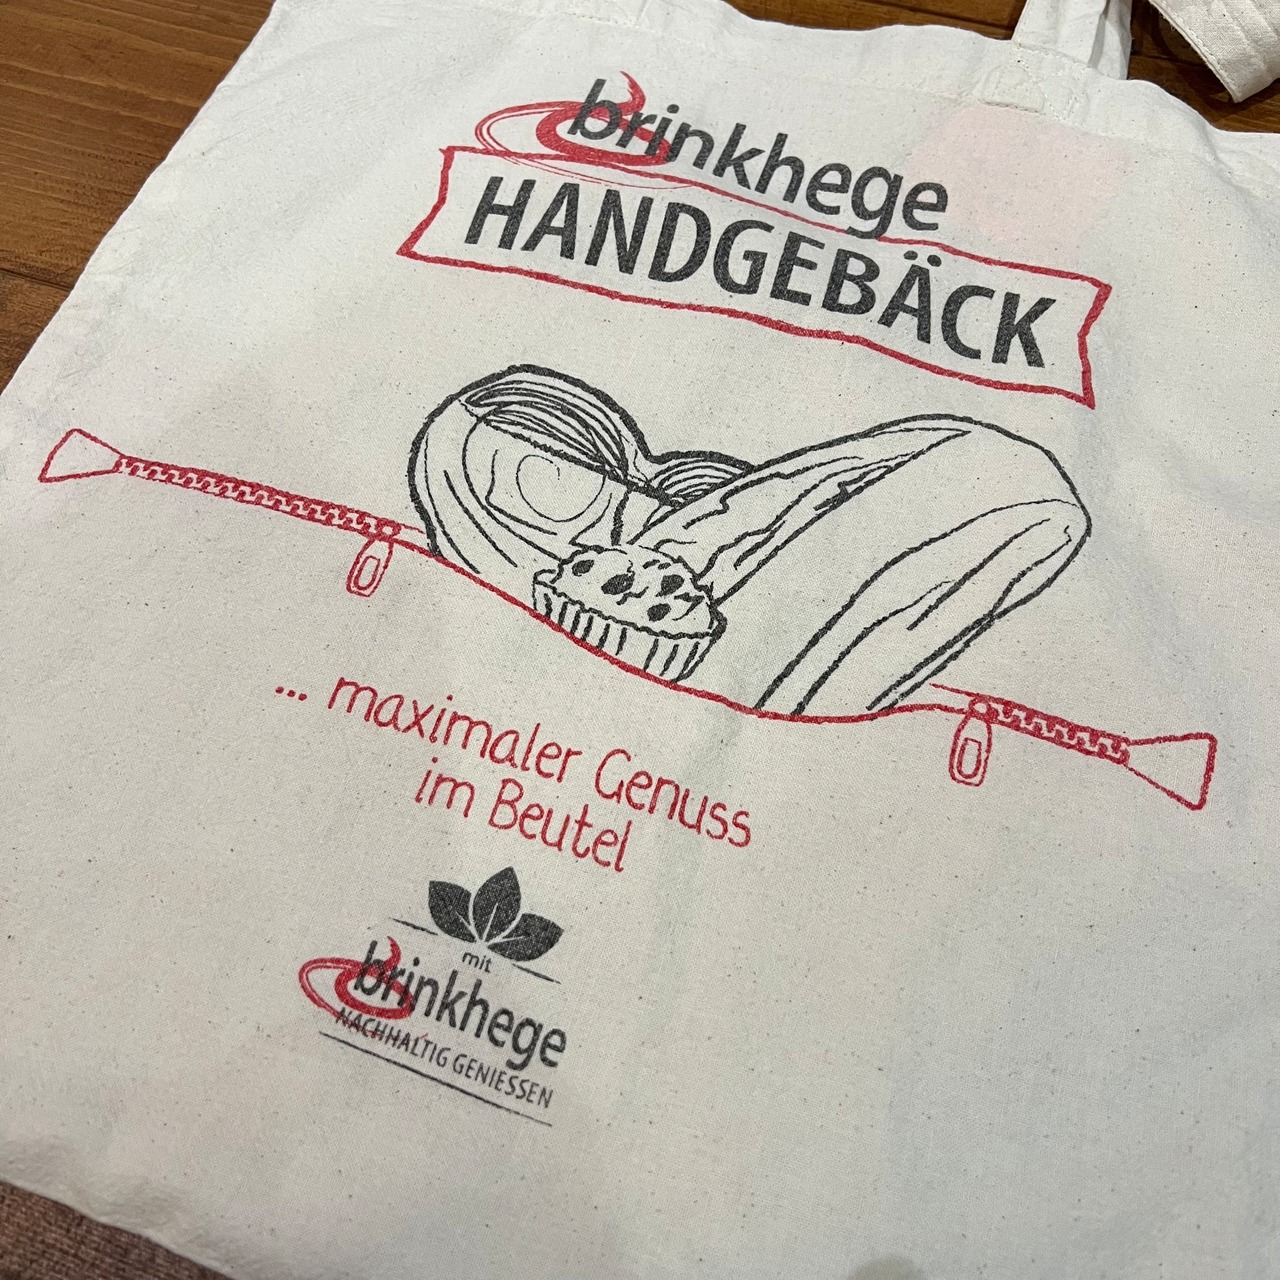 brinkhege
HANDGEBÄCK
... maximaler Genuss
im Beutel
mit
brinkhege
NACHHALTIG GENIESSEN